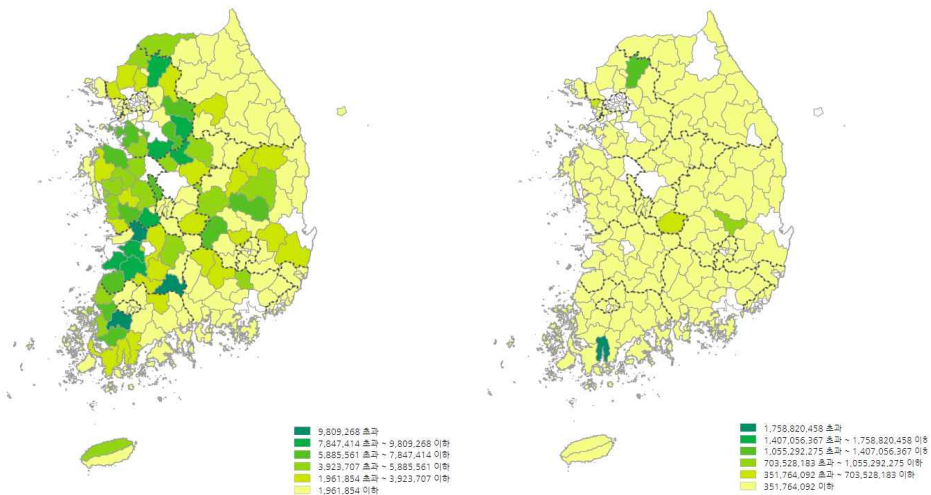 9,809,268 초과
7,847,414 초과 ~ 9,809,268 이하
5,885,561 초과 ~ 7,847,414 이하
3,923,707 초과 ~ 5,885,561 이하
1,961,854 초과 ~ 3,923,707 이하
1,961,854 이하
1,758,820,458 초과
1,407,056,367 초과 ~ 1,758,820,458 이하
1,055,292,275 초과 ~ 1,407,056,367 이하
703,528,183 초과 ~ 1,055,292,275 이하
351,764,092 초과 ~ 703,528,183 이하
351,764,092 이하